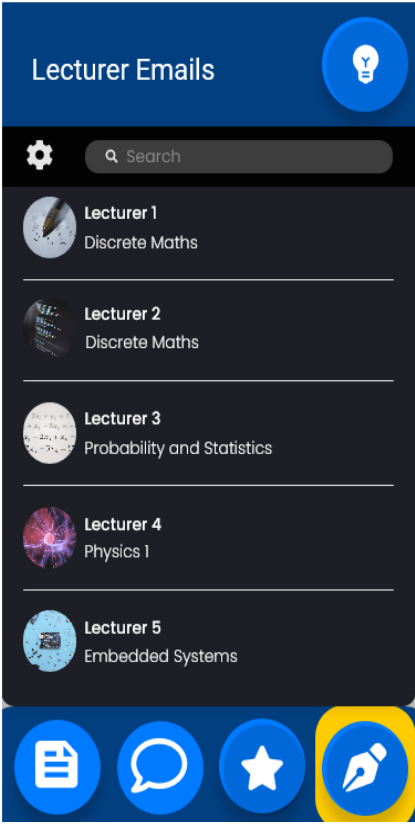 Lecturer Emails
Search
Lecturer 1
Discrete Maths
Lecturer 2
Discrete Maths
Lecturer 3
Probability and Statistics
Lecturer 4
Physics 1
Lecturer 5
Embedded Systems